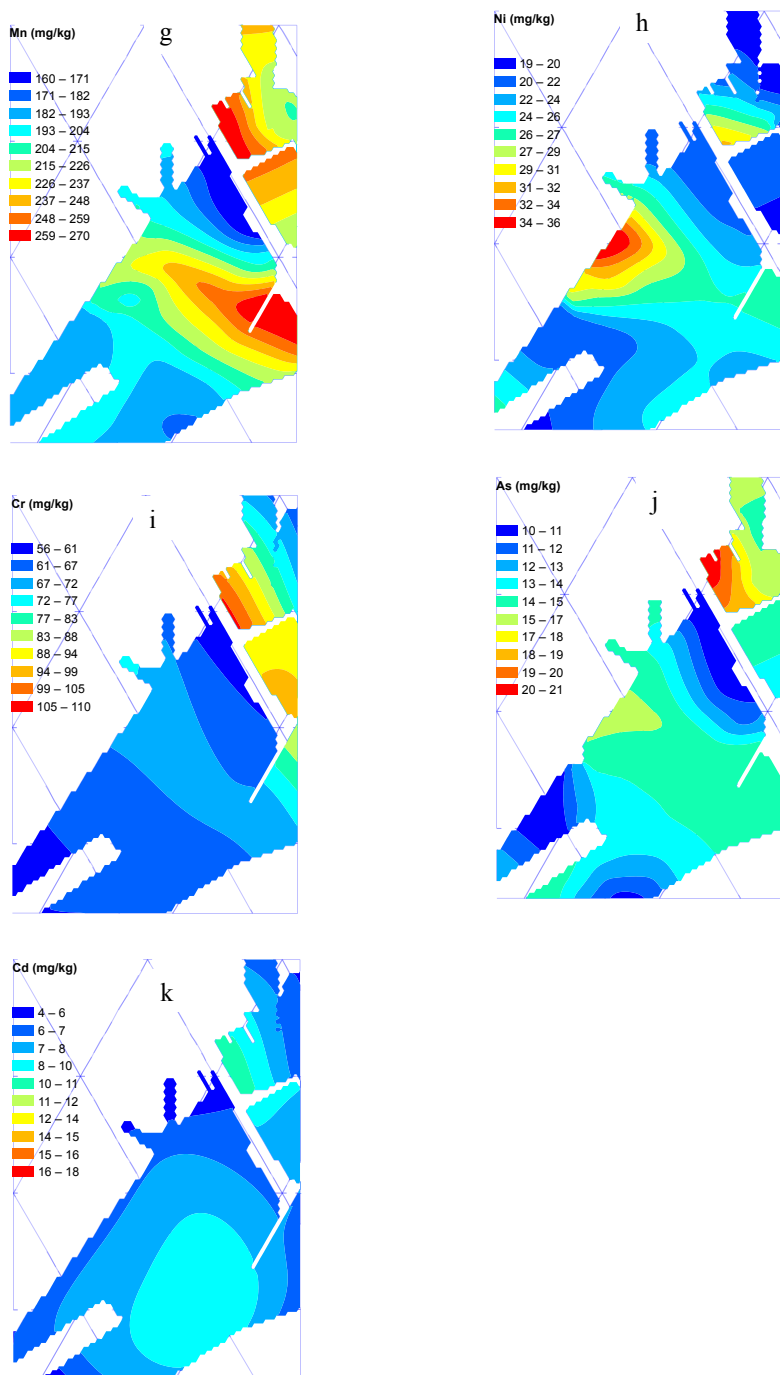 Mn (mg/kg)
g
160 – 171
171 – 182
182 – 193
193 – 204
204 – 215
215 – 226
226 – 237
237 – 248
248 – 259
259 – 270
Ni (mg/kg)
h
19 – 20
20 – 22
22 – 24
24 – 26
26 – 27
27 – 29
29 – 31
31 – 32
32 – 34
34 – 36
Cr (mg/kg)
i
56 – 61
61 – 67
67 – 72
72 – 77
77 – 83
83 – 88
88 – 94
94 – 99
99 – 105
105 – 110
As (mg/kg)
j
10 – 11
11 – 12
12 – 13
13 – 14
14 – 15
15 – 17
17 – 18
18 – 19
19 – 20
20 – 21
Cd (mg/kg)
k
4 – 6
6 – 7
7 – 8
8 – 10
10 – 11
11 – 12
12 – 14
14 – 15
15 – 16
16 – 18